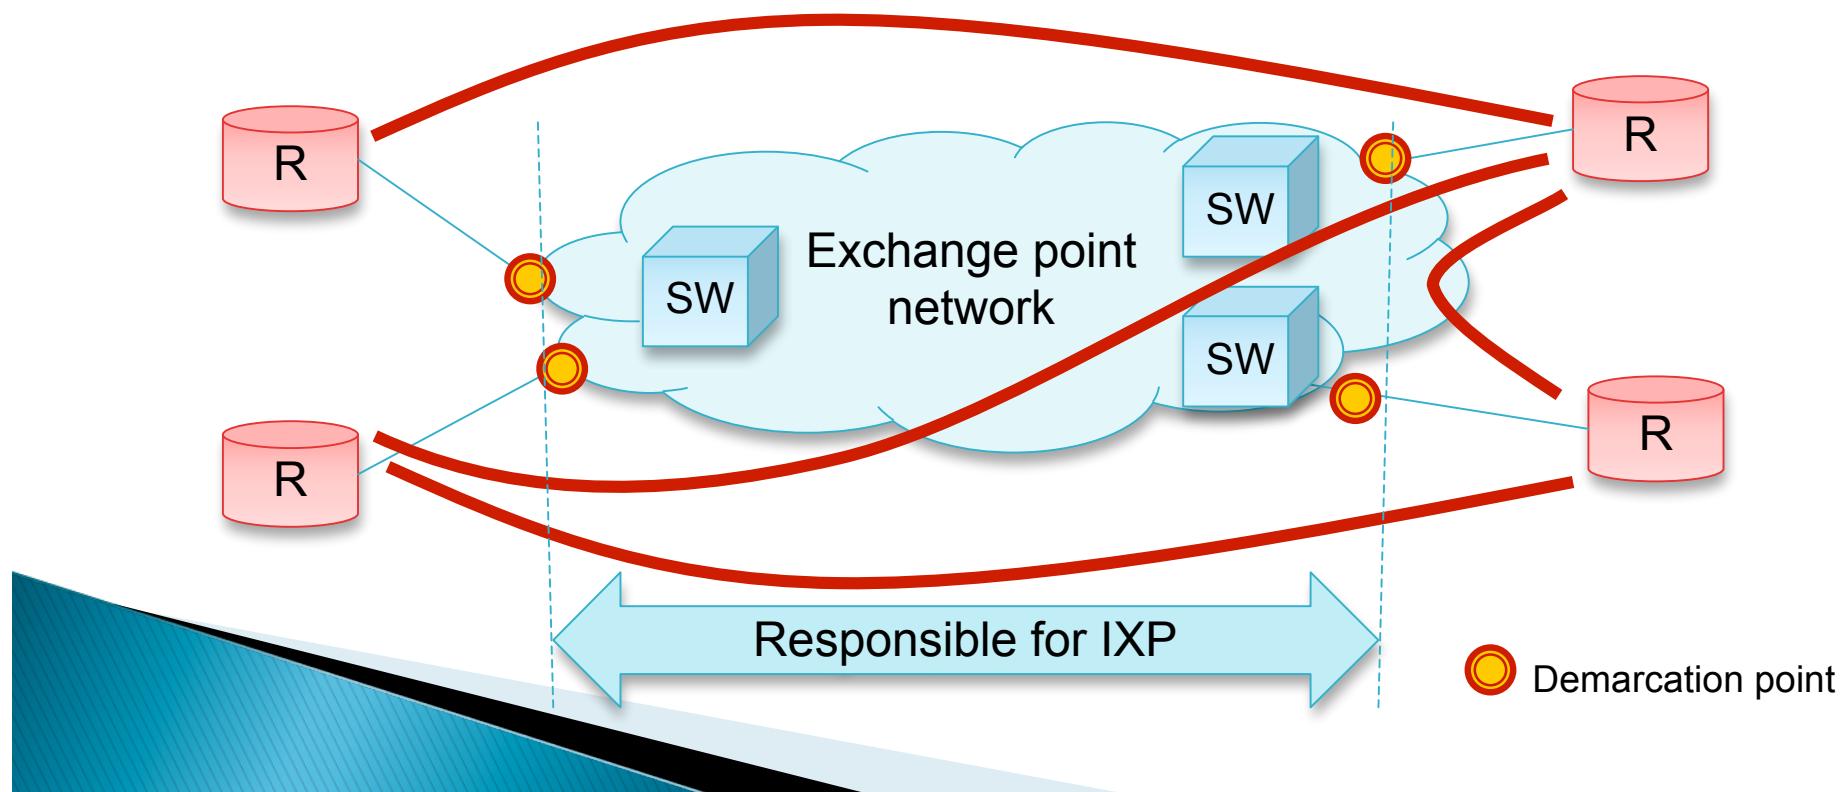 R
R
SW
Exchange point
network
SW
SW
R
R
Responsible for IXP
Demarcation point